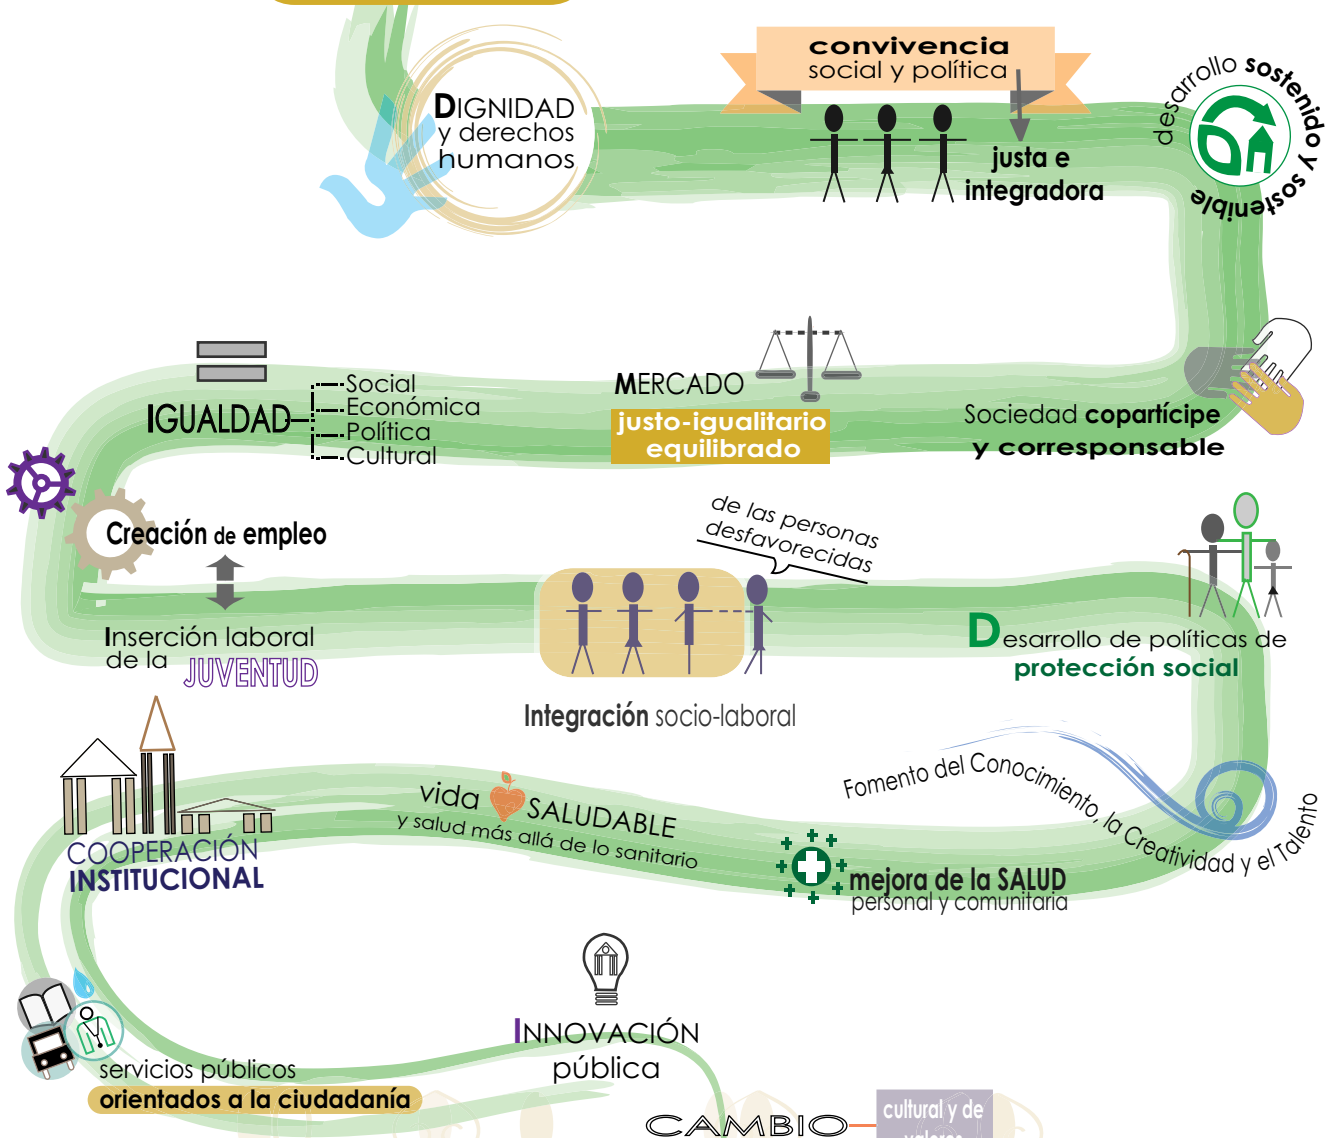 DIGNIDAD
y derechos
humanos
convivencia
social y política
justa e
integradora
desarrollo sostenido y sostenible
IGUALDAD
Social
Económica
Política
Cultural
MERCADO
justo-igualitario
equilibrado
Sociedad copartícipe
y corresponsable
Creación de empleo
Inserción laboral
de la JUVENTUD
de las personas
desfavorecidas
Integración socio-laboral
Desarrollo de políticas de
protección social
Fomento del Conocimiento, la Creatividad y el Talento
vida SALUDABLE
y salud más allá de lo sanitario
mejora de la SALUD
personal y comunitaria
COOPERACIÓN
INSTITUCIONAL
servicios públicos
orientados a la ciudadanía
INNOVACIÓN
pública
CAMBIO
cultural y de
valores